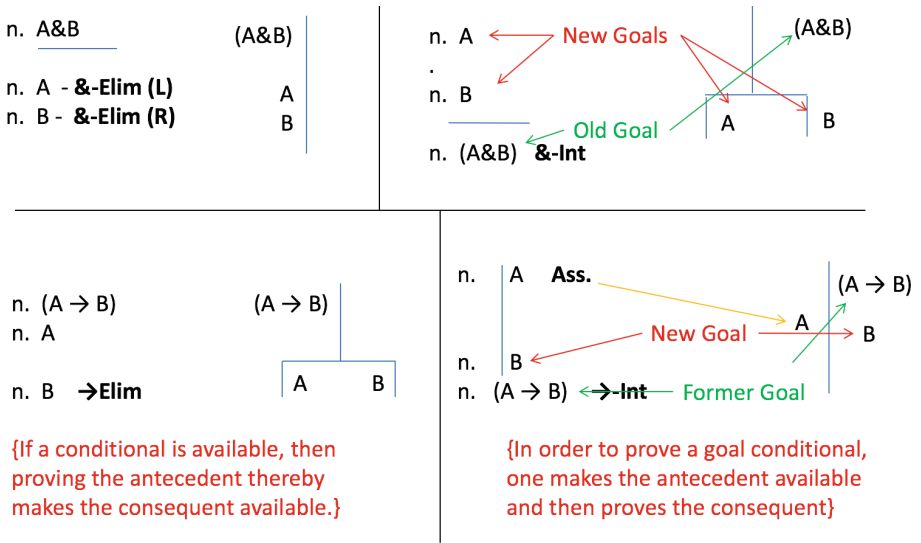 n. A&B
(A&B)
n. A - &-Elim (L)
A
n. B - &-Elim (R)
B
n. A
New Goals
(A&B)
.
n. B
A
B
Old Goal
n. (A&B) &-Int
n. (A → B)
(A → B)
n. A
A B
n. B →Elim
{If a conditional is available, then
proving the antecedent thereby
makes the consequent available.}
n. A Ass.
(A → B)
A
New Goal
B
n. B
n. (A → B) →-Int
Former Goal
{In order to prove a goal conditional,
one makes the antecedent available
and then proves the consequent}